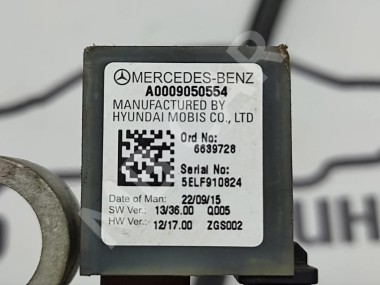 MERCEDES-BENZ
A0009050554
MANUFACTURED BY
HYUNDAI MOBIS CO., LTD
Ord No:
6639728
Serial No:
5ELF910824
Date of Man: 22/09/15
SW Ver.: 13/36.00 Q005
HW Ver.: 12/17.00 ZGS002